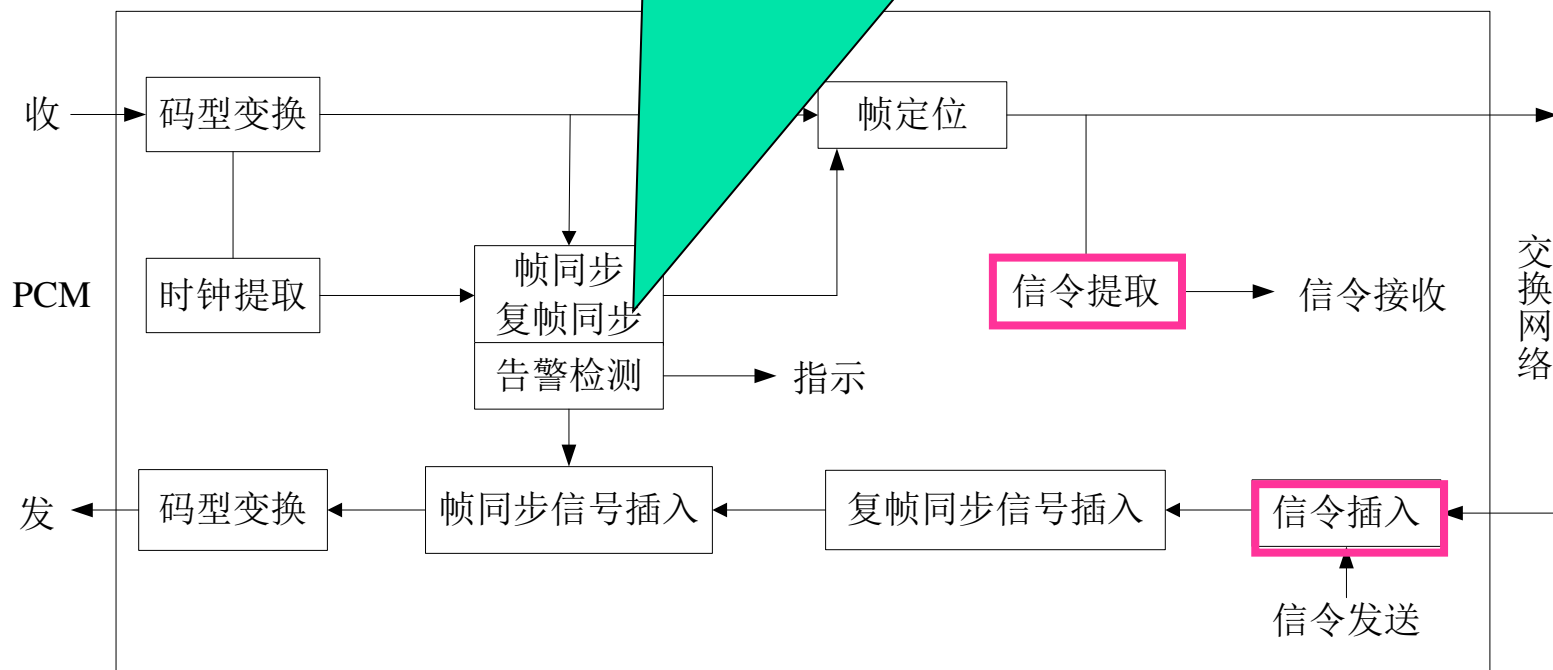 收
码型变换
帧定位
PCM
时钟提取
帧同步
复帧同步
信令提取
信令接收
交换网络
告警检测
指示
发
码型变换
帧同步信号插入
复帧同步信号插入
信令插入
信令发送